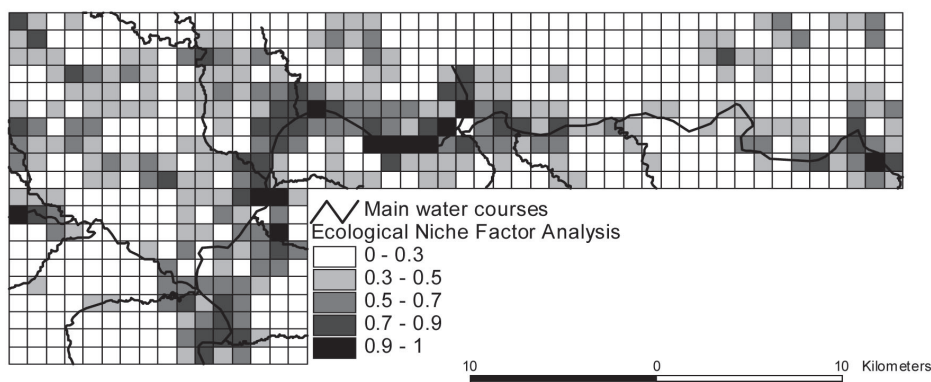 Main water courses
Ecological Niche Factor Analysis
0 - 0.3
0.3 - 0.5
0.5 - 0.7
0.7 - 0.9
0.9 - 1
10 0 10 Kilometers